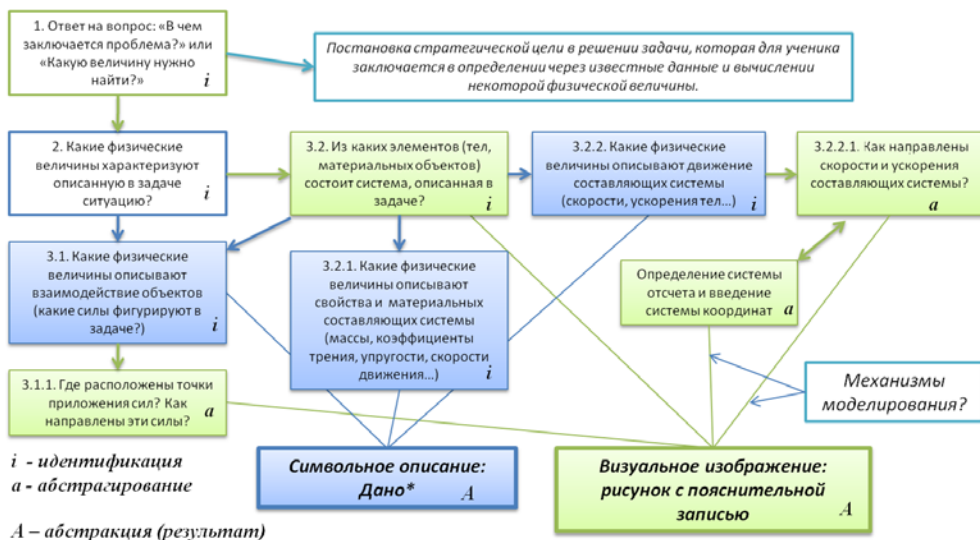 1. Ответ на вопрос: «В чем
заключается проблема?» или
«Какую величину нужно
найти?»
i
Постановка стратегической цели в решении задачи, которая для ученика
заключается в определении через известные данные и вычислении
некоторой физической величины.
2. Какие физические
величины характеризуют
описанную в задаче
ситуацию?
i
3.2. Из каких элементов (тел,
материальных объектов)
состоит система, описанная в
задаче?
i
3.2.2. Какие физические
величины описывают движение
составляющих системы
(скорости, ускорения тел…)
i
3.2.2.1. Как направлены
скорости и ускорения
составляющих системы?
a
3.1. Какие физические
величины описывают
взаимодействие объектов
(какие силы фигурируют в
задаче?)
i
3.2.1. Какие физические
величины описывают
свойства и материальных
составляющих системы
(массы, коэффициенты
трения, упругости, скорости
движения…)
i
Определение системы
отсчета и введение
системы координат
a
3.1.1. Где расположены точки
приложения сил? Как
направлены эти силы?
a
Механизмы
моделирования?
i - идентификация
a - абстрагирование
A – абстракция (результат)
Символьное описание:
Дано*
A
Визуальное изображение:
рисунок с пояснительной
записью
A